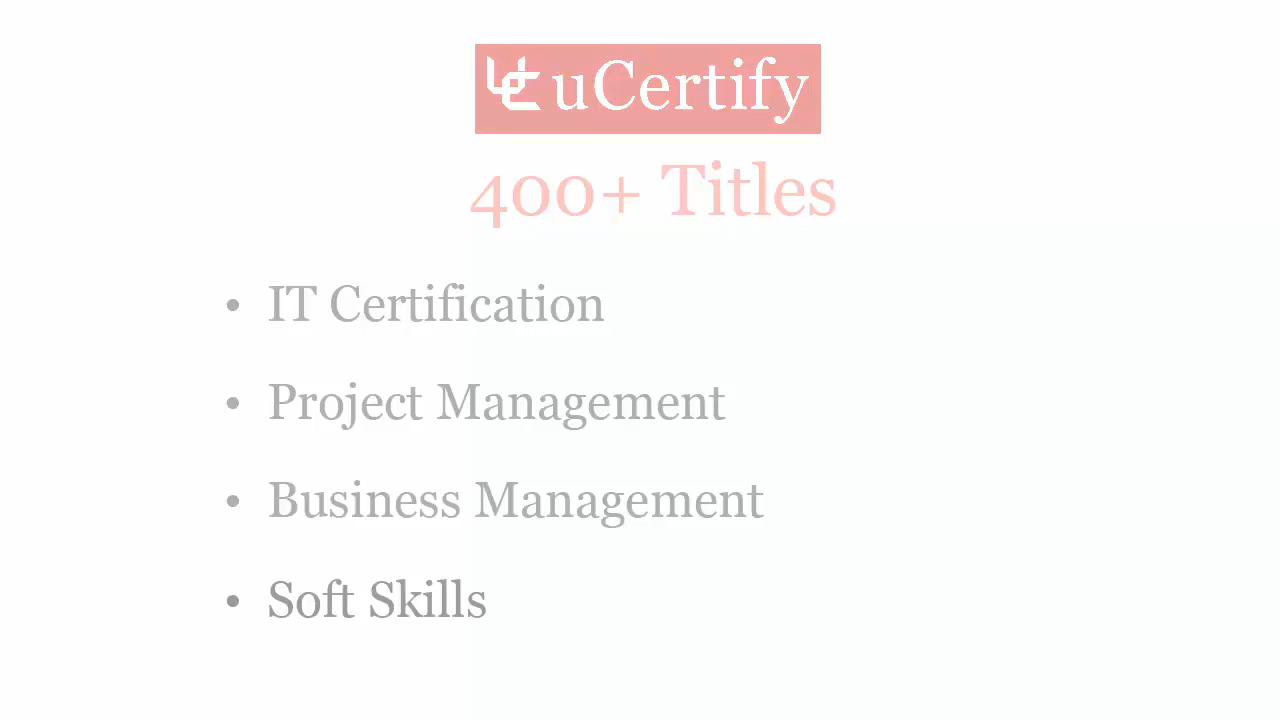 uCertify
400+ Titles
• IT Certification
• Project Management
• Business Management
• Soft Skills